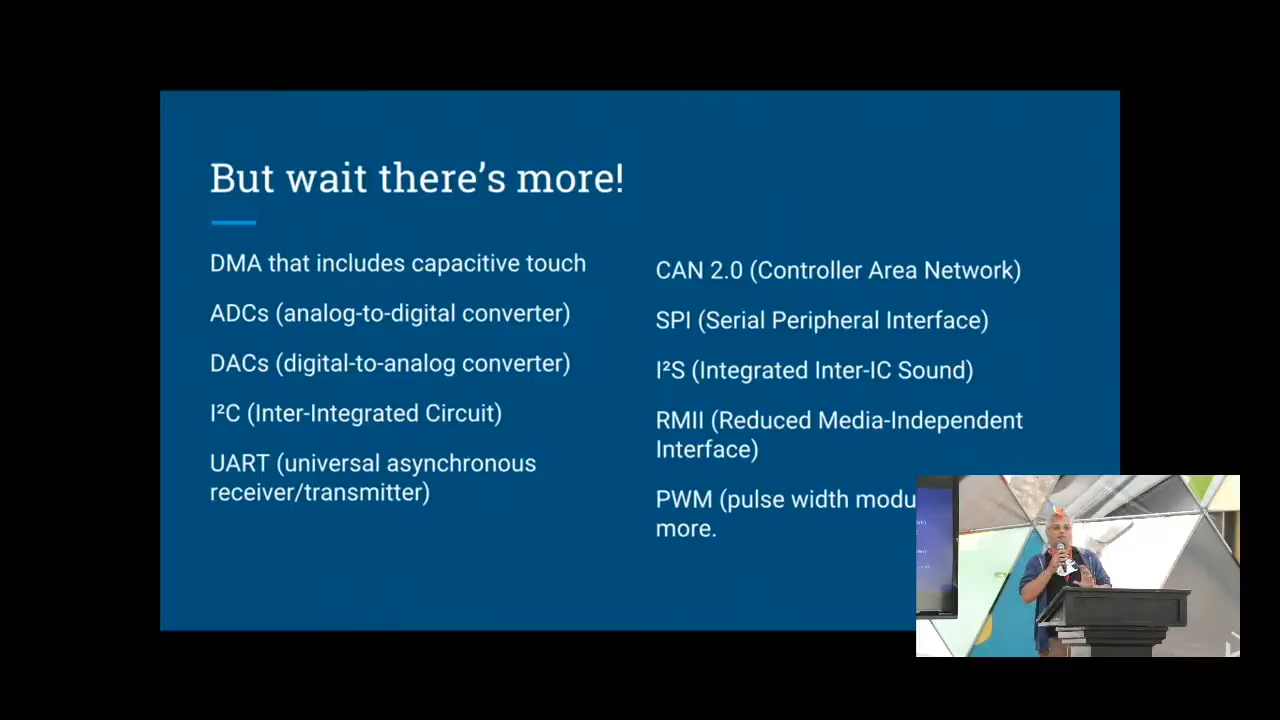 But wait there's more!
DMA that includes capacitive touch
ADCs (analog-to-digital converter)
DACs (digital-to-analog converter)
I²C (Inter-Integrated Circuit)
UART (universal asynchronous
receiver/transmitter)
CAN 2.0 (Controller Area Network)
SPI (Serial Peripheral Interface)
I²S (Integrated Inter-IC Sound)
RMII (Reduced Media-Independent
Interface)
PWM (pulse width
more.